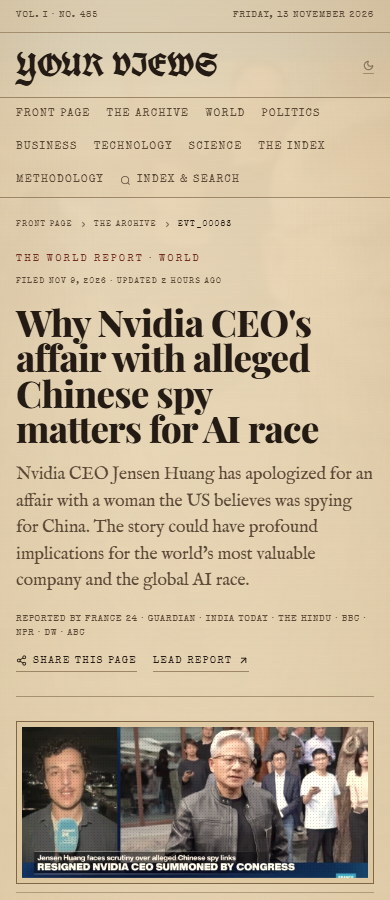 VOL. I · NO. 485
FRIDAY, 13 NOVEMBER 2026
YOUR VIEWS
FRONT PAGE THE ARCHIVE WORLD POLITICS
BUSINESS TECHNOLOGY SCIENCE THE INDEX
METHODOLOGY INDEX & SEARCH
FRONT PAGE › THE ARCHIVE › EVT_00083
THE WORLD REPORT · WORLD
FILED NOV 9, 2026 · UPDATED 2 HOURS AGO
Why Nvidia CEO's
affair with alleged
Chinese spy
matters for AI race
Nvidia CEO Jensen Huang has apologized for an
affair with a woman the US believes was spying
for China. The story could have profound
implications for the world’s most valuable
company and the global AI race.
REPORTED BY FRANCE 24 · GUARDIAN · INDIA TODAY · THE HINDU · BBC ·
NPR · DW · ABC
SHARE THIS PAGE LEAD REPORT
Jensen Huang faces scrutiny over alleged Chinese spy links
RESIGNED NVIDIA CEO SUMMONED BY CONGRESS